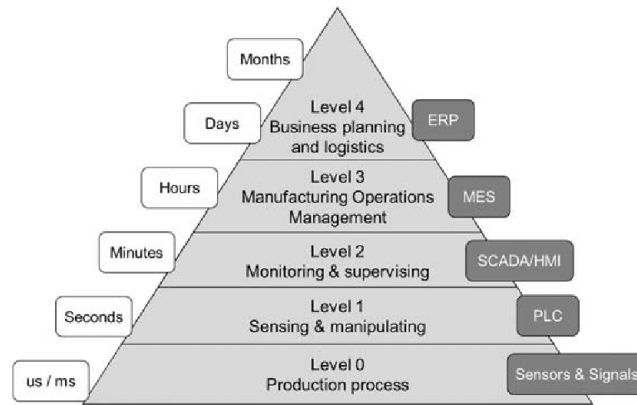 Months
Level 4
Days
Business planning
and logistics
ERP
Level 3
Hours
Manufacturing Operations
Management
MES
Minutes
Level 2
Monitoring & supervising
SCADA/HMI
Seconds
Level 1
Sensing & manipulating
PLC
us / ms
Level 0
Production process
Sensors & Signals